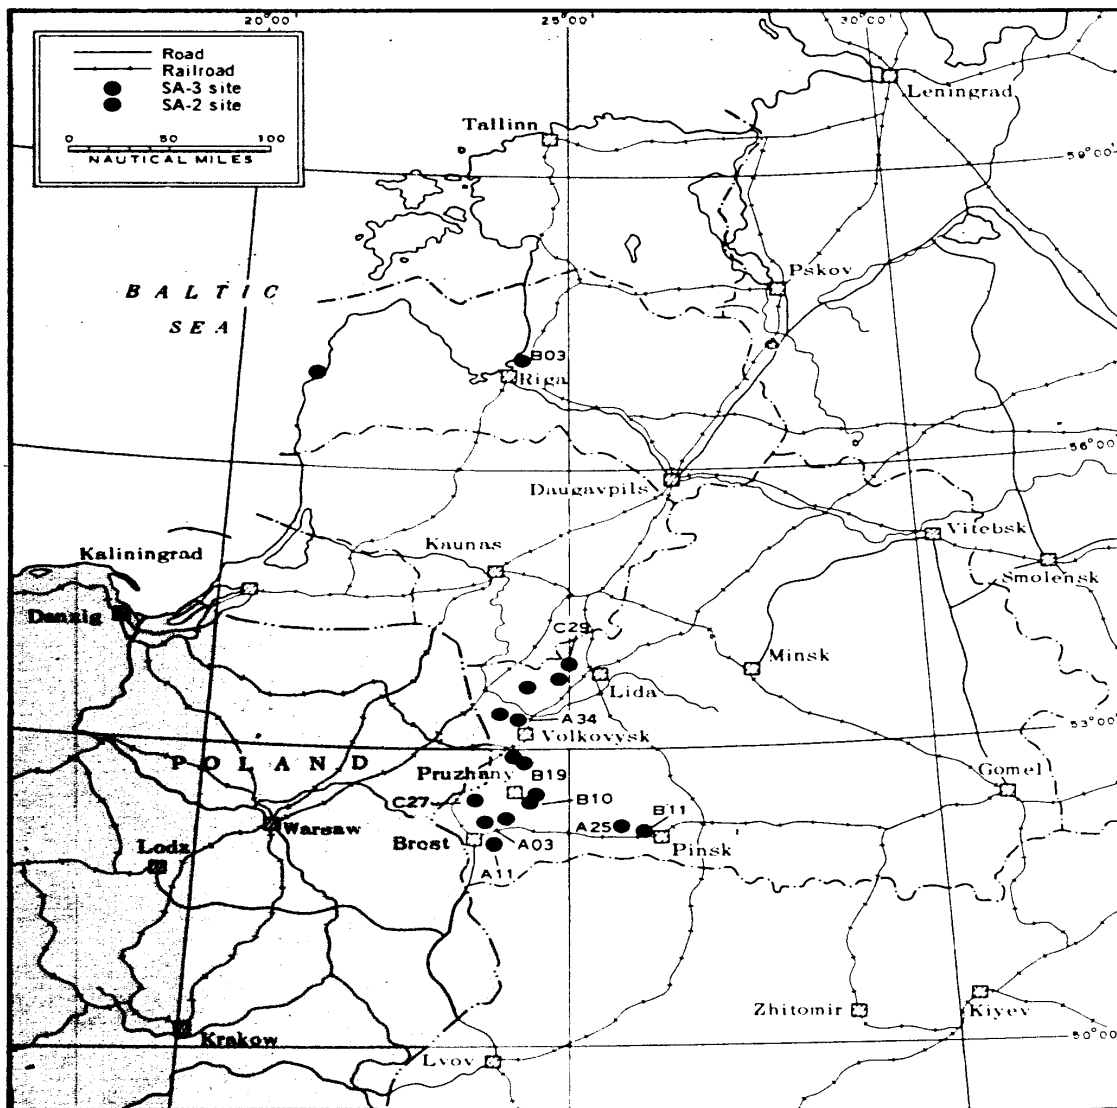 20°00'
25°00'
30°00'
Road
Railroad
SA-3 site
SA-2 site
0 50 100
NAUTICAL MILES
Leningrad
Tallinn
59°00'
Pskov
BALTIC
SEA
B03
Riga
56°00'
Daugavpils
Vitebsk
Kaunas
Kaliningrad
Smolensk
Danzig
C29
Minsk
Lida
A34
53°00'
Volkovysk
POLAND
Pruzhany
B19
Gomel
C27
B10
B11
A25
Warsaw
Brest
A03
Pinsk
Lodz
A11
Zhitomir
Kiyev
Krakow
50°00'
Lvov